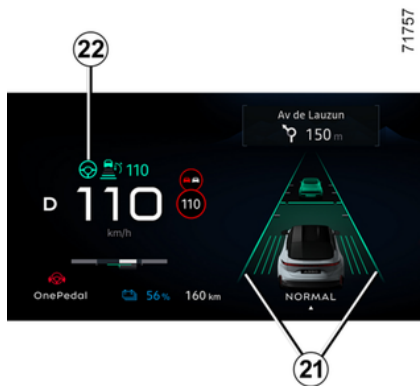 71757
22
Av de Lauzun
150 m
110
D
110
km/h
110
OnePedal
56 %
160 km
NORMAL
21